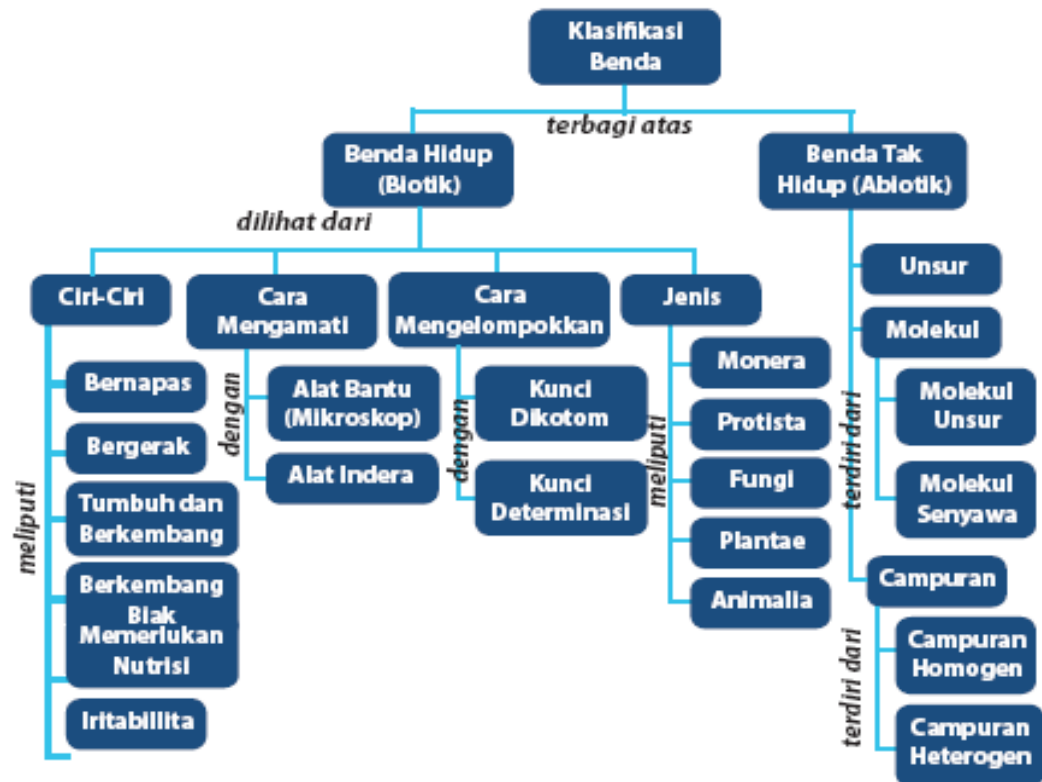 Klasifikasi
Benda
terbagi atas
Benda Hidup
(Biotik)
Benda Tak
Hidup (Abiotik)
dilihat dari
Ciri-Ciri
Cara
Mengamati
Cara
Mengelompokkan
Jenis
meliputi
Bernapas
Bergerak
Tumbuh dan
Berkembang
Berkembang
Biak
Memerlukan
Nutrisi
Iritabillita
dengan
Alat Bantu
(Mikroskop)
Alat Indera
dengan
Kunci
Dikotom
Kunci
Determinasi
meliputi
Monera
Protista
Fungi
Plantae
Animalia
terdiri dari
Unsur
Molekul
Molekul
Unsur
Molekul
Senyawa
Campuran
terdiri dari
Campuran
Homogen
Campuran
Heterogen